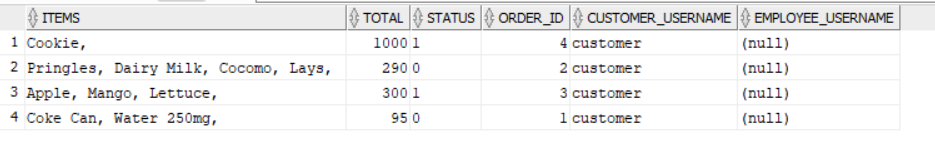 ITEMS TOTAL STATUS ORDER_ID CUSTOMER_USERNAME EMPLOYEE_USERNAME
1 Cookie, 1000 1 4 customer (null)
2 Pringles, Dairy Milk, Cocomo, Lays, 290 0 2 customer (null)
3 Apple, Mango, Lettuce, 300 1 3 customer (null)
4 Coke Can, Water 250mg, 95 0 1 customer (null)